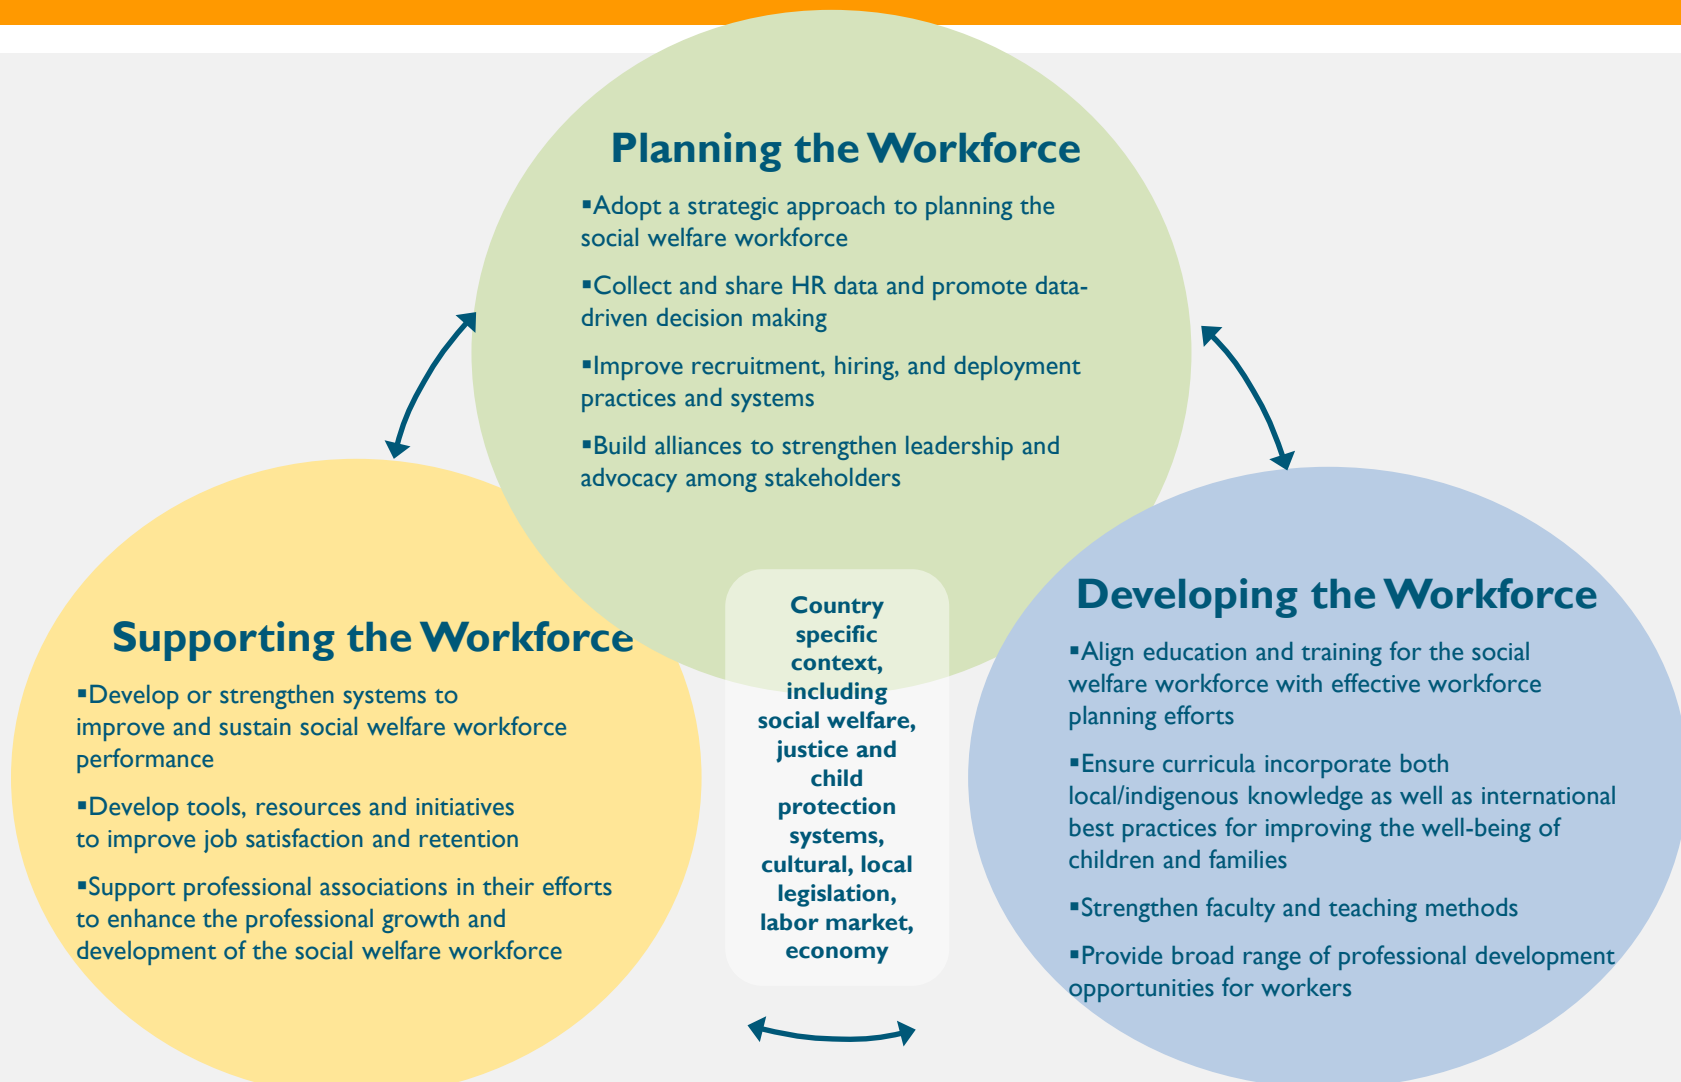 Planning the Workforce
▪Adopt a strategic approach to planning the
social welfare workforce
▪Collect and share HR data and promote data-
driven decision making
▪Improve recruitment, hiring, and deployment
practices and systems
▪Build alliances to strengthen leadership and
advocacy among stakeholders
Supporting the Workforce
▪Develop or strengthen systems to
improve and sustain social welfare workforce
performance
▪Develop tools, resources and initiatives
to improve job satisfaction and retention
▪Support professional associations in their efforts
to enhance the professional growth and
development of the social welfare workforce
Country
specific
context,
including
social welfare,
justice and
child
protection
systems,
cultural, local
legislation,
labor market,
economy
Developing the Workforce
▪Align education and training for the social
welfare workforce with effective workforce
planning efforts
▪Ensure curricula incorporate both
local/indigenous knowledge as well as international
best practices for improving the well-being of
children and families
▪Strengthen faculty and teaching methods
▪Provide broad range of professional development
opportunities for workers